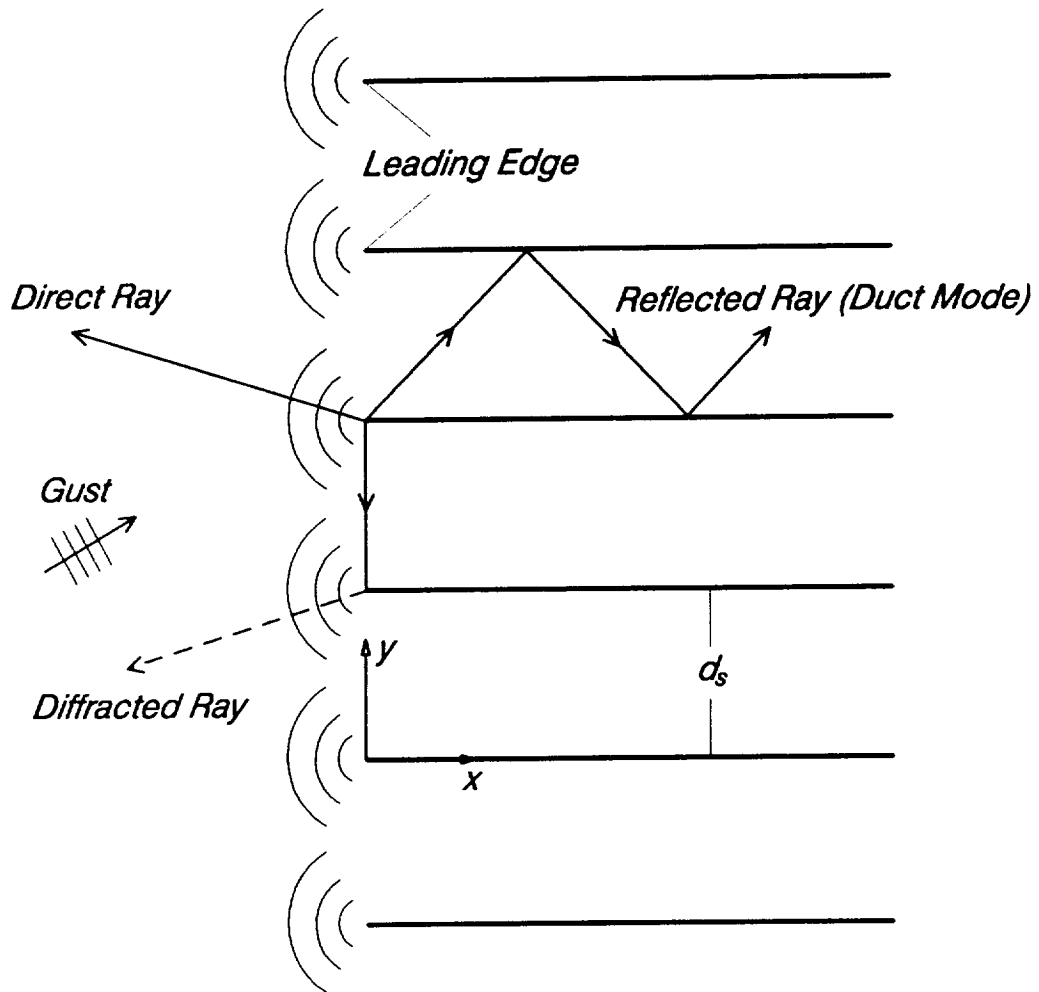 Leading Edge
Direct Ray
Reflected Ray (Duct Mode)
Gust
y
d_s
Diffracted Ray
x